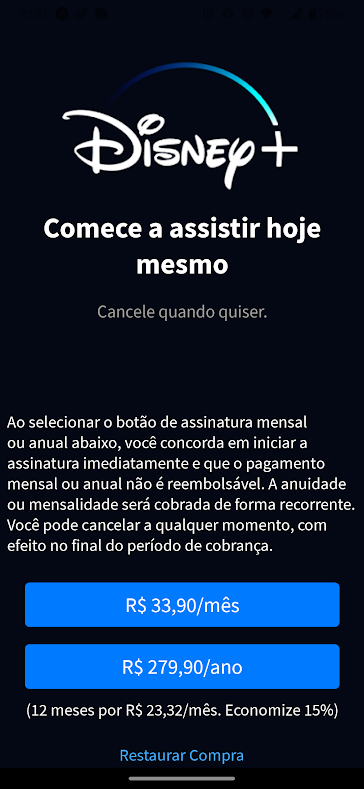 Disney+
Comece a assistir hoje
mesmo
Cancele quando quiser.
Ao selecionar o botão de assinatura mensal
ou anual abaixo, você concorda em iniciar a
assinatura imediatamente e que o pagamento
mensal ou anual não é reembolsável. A anuidade
ou mensalidade será cobrada de forma recorrente.
Você pode cancelar a qualquer momento, com
efeito no final do período de cobrança.
R$ 33,90/mês
R$ 279,90/ano
(12 meses por R$ 23,32/mês. Economize 15%)
Restaurar Compra